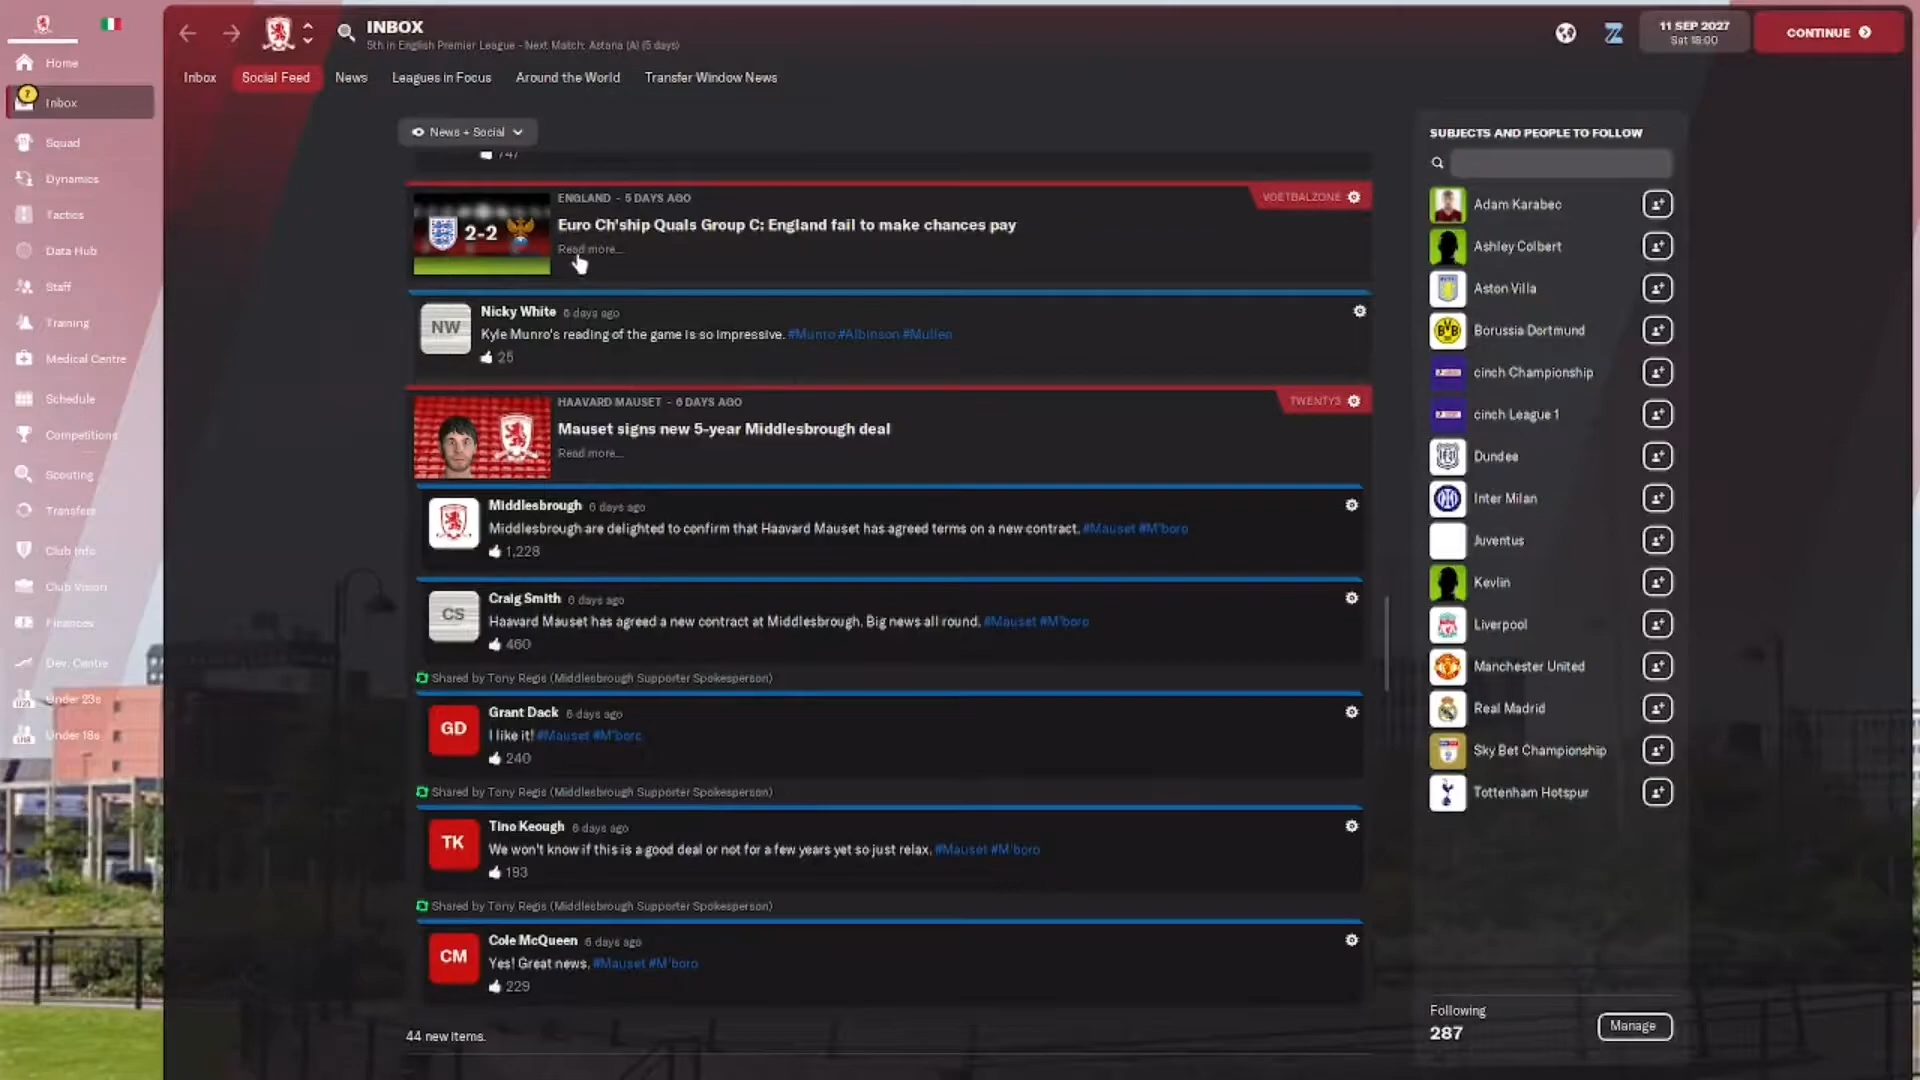 INBOX
5th in English Premier League - Next Match: Astana (A) (5 days)
11 SEP 2027
Sat 18:00
CONTINUE
Home
Inbox
Squad
Dynamics
Tactics
Data Hub
Staff
Training
Medical Centre
Schedule
Competitions
Scouting
Transfers
Club Info
Club Vision
Finances
Dev. Centre
Under 23s
Under 18s
Inbox
Social Feed
News
Leagues in Focus
Around the World
Transfer Window News
News + Social
747
ENGLAND - 5 DAYS AGO
VOETBALZONE
2-2
Euro Ch'ship Quals Group C: England fail to make chances pay
Read more...
NW
Nicky White 6 days ago
Kyle Munro's reading of the game is so impressive. #Munro #Albinson #Mullen
25
HAAVARD MAUSET - 6 DAYS AGO
TWENTY3
Mauset signs new 5-year Middlesbrough deal
Read more...
Middlesbrough 6 days ago
Middlesbrough are delighted to confirm that Haavard Mauset has agreed terms on a new contract. #Mauset #M'boro
1,228
CS
Craig Smith 6 days ago
Haavard Mauset has agreed a new contract at Middlesbrough. Big news all round. #Mauset #M'boro
460
Shared by Tony Regis (Middlesbrough Supporter Spokesperson)
GD
Grant Dack 6 days ago
I like it! #Mauset #M'boro
240
Shared by Tony Regis (Middlesbrough Supporter Spokesperson)
TK
Tino Keough 6 days ago
We won't know if this is a good deal or not for a few years yet so just relax. #Mauset #M'boro
193
Shared by Tony Regis (Middlesbrough Supporter Spokesperson)
CM
Cole McQueen 6 days ago
Yes! Great news. #Mauset #M'boro
229
44 new items.
SUBJECTS AND PEOPLE TO FOLLOW
Adam Karabec
Ashley Colbert
Aston Villa
Borussia Dortmund
cinch Championship
cinch League 1
Dundee
Inter Milan
Juventus
Kevlin
Liverpool
Manchester United
Real Madrid
Sky Bet Championship
Tottenham Hotspur
Following
287
Manage